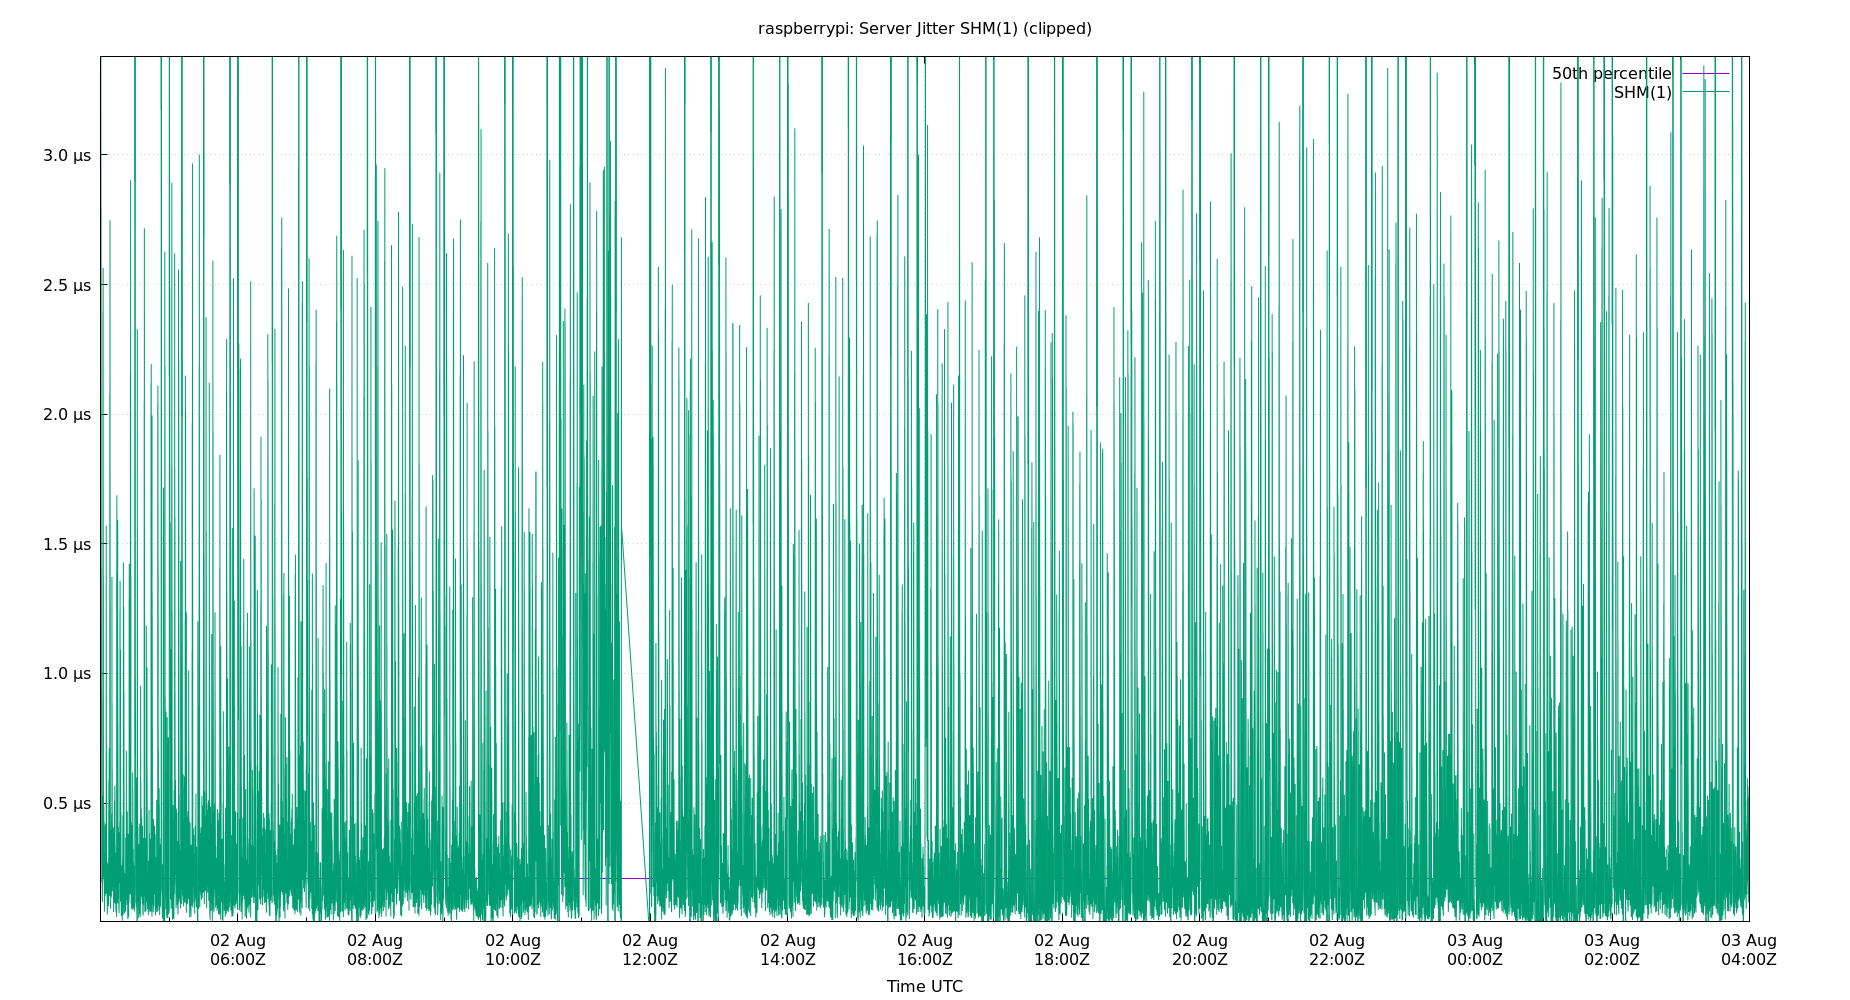 raspberrypi: Server Jitter SHM(1) (clipped)
50th percentile
SHM(1)
3.0 µs
2.5 µs
2.0 µs
1.5 µs
1.0 µs
0.5 µs
02 Aug 02 Aug 02 Aug 02 Aug 02 Aug 02 Aug 02 Aug 02 Aug 02 Aug 03 Aug 03 Aug 03 Aug
06:00Z 08:00Z 10:00Z 12:00Z 14:00Z 16:00Z 18:00Z 20:00Z 22:00Z 00:00Z 02:00Z 04:00Z
Time UTC